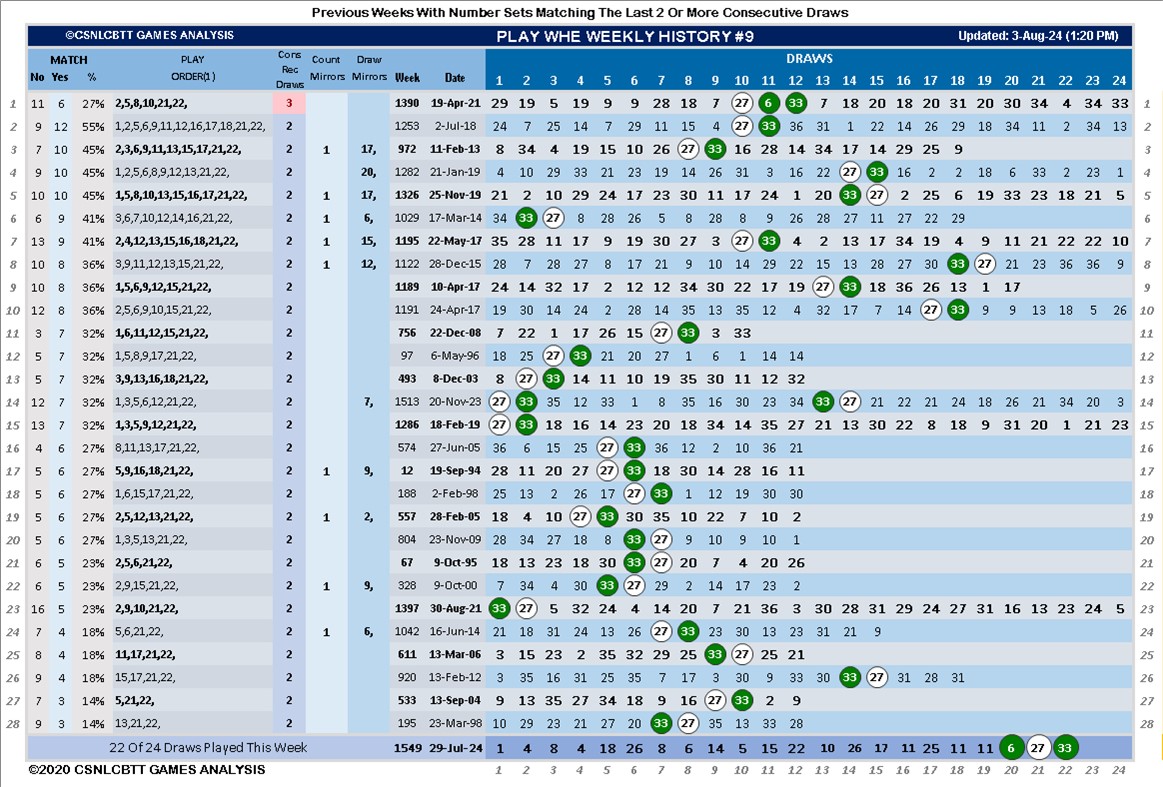 Previous Weeks With Number Sets Matching The Last 2 Or More Consecutive Draws
©CSNLCBTT GAMES ANALYSIS PLAY WHE WEEKLY HISTORY #9 Updated: 3-Aug-24 (1:20 PM)
MATCH PLAY Cons Count Draw DRAWS
No Yes % ORDER(1) Rec Draws Mirrors Mirrors Week Date 1 2 3 4 5 6 7 8 9 10 11 12 13 14 15 16 17 18 19 20 21 22 23 24
1 11 6 27% 2,5,8,10,21,22, 3 1390 19-Apr-21 29 19 5 19 9 9 28 18 7 27 6 33 7 18 20 18 20 31 20 30 34 4 34 33 1
2 9 12 55% 1,2,5,6,9,11,12,16,17,18,21,22, 2 1253 2-Jul-18 24 7 25 14 7 29 11 15 4 27 33 36 31 1 22 14 26 29 18 34 11 2 34 13 2
3 7 10 45% 2,3,6,9,11,13,15,17,21,22, 2 1 17, 972 11-Feb-13 8 34 4 19 15 10 26 27 33 16 28 14 34 17 14 29 25 9 3
4 9 10 45% 1,2,5,6,8,9,12,13,21,22, 2 20, 1282 21-Jan-19 4 10 29 33 21 23 19 14 26 31 3 16 22 27 33 16 2 2 18 6 33 2 23 1 4
5 10 10 45% 1,5,8,10,13,15,16,17,21,22, 2 1 17, 1326 25-Nov-19 21 2 10 29 24 17 23 30 11 17 24 1 20 33 27 2 25 6 19 33 23 18 21 5 5
6 6 9 41% 3,6,7,10,12,14,16,21,22, 2 1 6, 1029 17-Mar-14 34 33 27 8 28 26 5 8 28 8 9 26 28 27 11 27 22 29 6
7 13 9 41% 2,4,12,13,15,16,18,21,22, 2 1 15, 1195 22-May-17 35 28 11 17 9 19 30 27 3 27 33 4 2 13 17 34 19 4 9 11 21 22 22 10 7
8 10 8 36% 3,9,11,12,13,15,21,22, 2 1 12, 1122 28-Dec-15 28 7 28 27 8 17 21 9 10 14 29 22 15 13 28 27 30 33 27 21 23 36 36 9 8
9 10 8 36% 1,5,6,9,12,15,21,22, 2 1189 10-Apr-17 24 14 32 17 2 12 12 34 30 22 17 19 27 33 18 36 26 13 1 17 9
10 12 8 36% 2,5,6,9,10,15,21,22, 2 1191 24-Apr-17 19 30 14 24 2 28 14 35 13 35 12 4 32 17 7 14 27 33 9 9 13 18 5 26 10
11 3 7 32% 1,6,11,12,15,21,22, 2 756 22-Dec-08 7 22 1 17 26 15 27 33 3 33 11
12 5 7 32% 1,5,8,9,17,21,22, 2 97 6-May-96 18 25 27 33 21 20 27 1 6 1 14 14 12
13 5 7 32% 3,9,13,16,18,21,22, 2 493 8-Dec-03 8 27 33 14 11 10 19 35 30 11 12 32 13
14 12 7 32% 1,3,5,6,12,21,22, 2 7, 1513 20-Nov-23 27 33 35 12 33 1 8 35 16 30 23 34 33 27 21 22 21 24 18 26 21 34 20 3 14
15 13 7 32% 1,3,5,9,12,21,22, 2 1286 18-Feb-19 27 33 18 16 14 23 20 18 34 14 35 27 21 13 30 22 8 18 9 31 20 1 21 23 15
16 4 6 27% 8,11,13,17,21,22, 2 574 27-Jun-05 36 6 15 25 27 33 36 12 2 10 36 21 16
17 5 6 27% 5,9,16,18,21,22, 2 1 9, 12 19-Sep-94 28 11 20 27 27 33 18 30 14 28 16 11 17
18 5 6 27% 1,6,15,17,21,22, 2 188 2-Feb-98 25 13 2 26 17 27 33 1 12 19 30 30 18
19 5 6 27% 2,5,12,13,21,22, 2 1 2, 557 28-Feb-05 18 4 10 27 33 30 35 10 22 7 10 2 19
20 5 6 27% 1,3,5,13,21,22, 2 804 23-Nov-09 28 34 27 18 8 33 27 9 10 9 10 1 20
21 6 5 23% 2,5,6,21,22, 2 67 9-Oct-95 18 13 23 18 30 33 27 20 7 4 20 26 21
22 6 5 23% 2,9,15,21,22, 2 1 9, 328 9-Oct-00 7 34 4 30 33 27 29 2 14 17 23 2 22
23 16 5 23% 2,9,10,21,22, 2 1397 30-Aug-21 33 27 5 32 24 4 14 20 7 21 36 3 30 28 31 29 24 27 31 16 13 23 24 5 23
24 7 4 18% 5,6,21,22, 2 1 6, 1042 16-Jun-14 21 18 31 24 13 26 27 33 23 30 13 23 31 21 9 24
25 8 4 18% 11,17,21,22, 2 611 13-Mar-06 3 15 23 2 35 32 29 25 33 27 25 21 25
26 9 4 18% 15,17,21,22, 2 920 13-Feb-12 3 35 16 31 25 35 7 17 3 30 9 33 30 33 27 31 28 31 26
27 7 3 14% 5,21,22, 2 533 13-Sep-04 9 13 35 27 34 18 9 16 27 33 2 9 27
28 9 3 14% 13,21,22, 2 195 23-Mar-98 10 29 23 21 27 20 33 27 35 13 33 28 28
22 Of 24 Draws Played This Week 1549 29-Jul-24 1 4 8 4 18 26 8 6 14 5 15 22 10 26 17 11 25 11 11 6 27 33
©2020 CSNLCBTT GAMES ANALYSIS 1 2 3 4 5 6 7 8 9 10 11 12 13 14 15 16 17 18 19 20 21 22 23 24